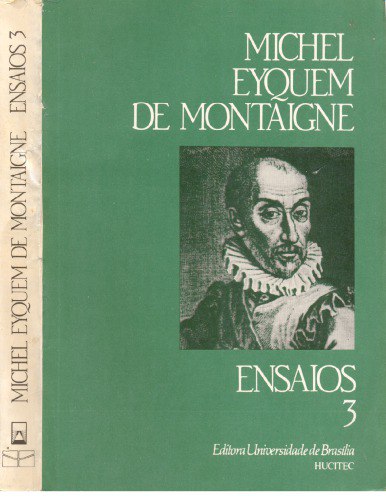 MICHEL EYQUEM DE MONTAIGNE ENSAIOS 3
MICHEL
EYQUEM
DE MONTAIGNE
ENSAIOS
3
Editora Universidade de Brasília
HUCITEC